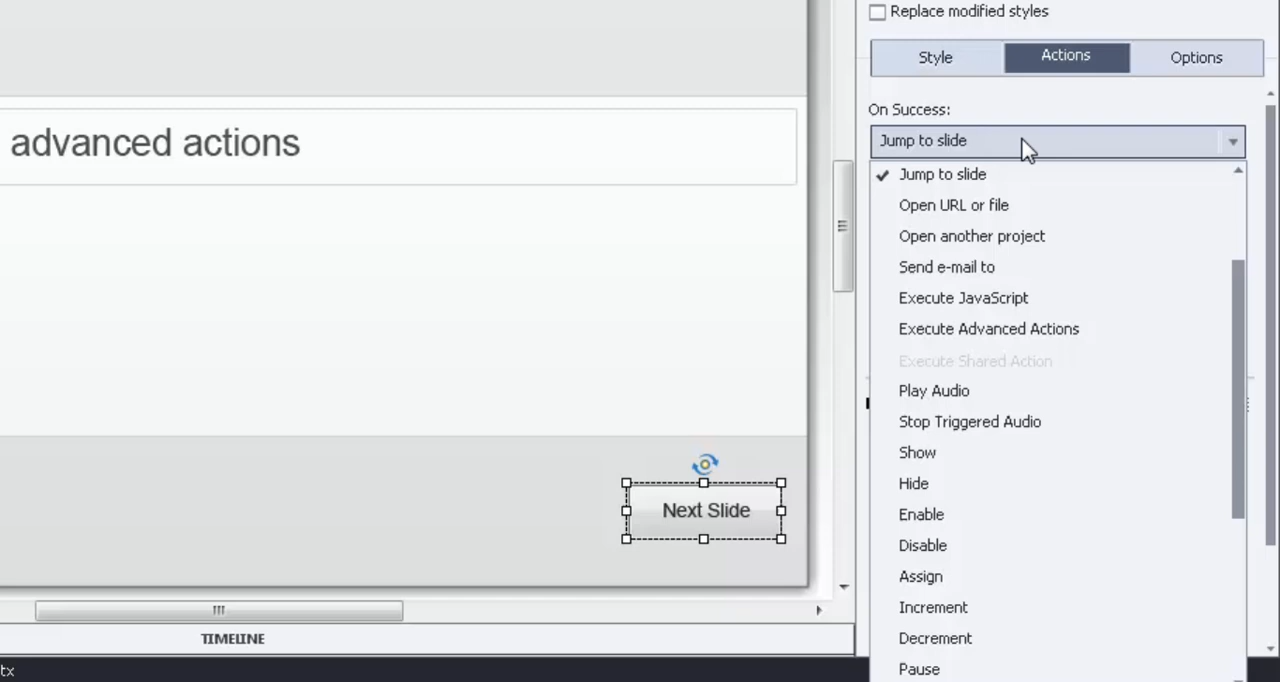 Replace modified styles
Style
Actions
Options
On Success:
Jump to slide
Jump to slide
Open URL or file
Open another project
Send e-mail to
Execute JavaScript
Execute Advanced Actions
Execute Shared Action
Play Audio
Stop Triggered Audio
Show
Hide
Enable
Disable
Assign
Increment
Decrement
Pause
advanced actions
Next Slide
TIMELINE
tx